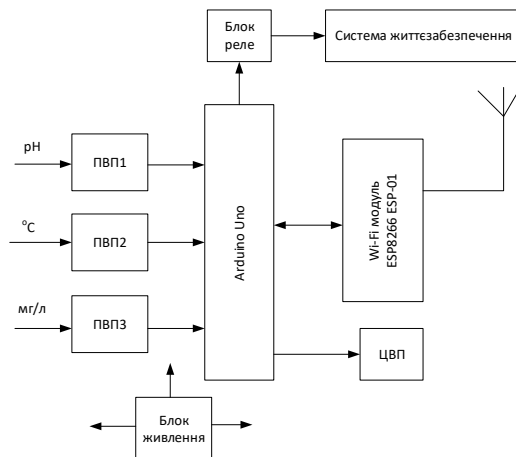 Блок
реле
Система життєзабезпечення
pH
ПВП1
оС
ПВП2
мг/л
ПВП3
Arduino Uno
Wi-Fi модуль
ESP8266 ESP-01
ЦВП
Блок
живлення